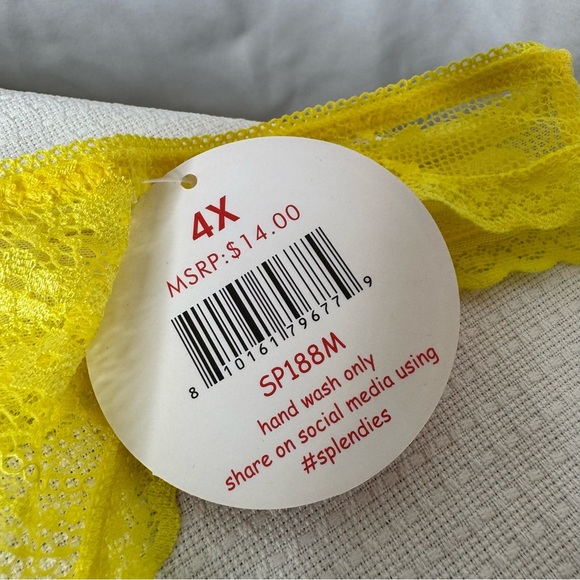 4X
MSRP:$14.00
8 10161 79677 9
SP188M
hand wash only
share on social media using
#splendies